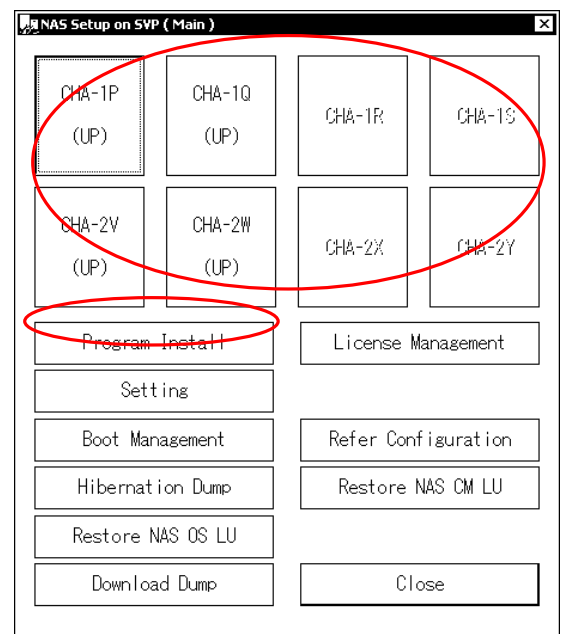 NAS Setup on SVP ( Main )
CHA-1P
(UP)
CHA-1Q
(UP)
CHA-1R
CHA-1S
CHA-2V
(UP)
CHA-2W
(UP)
CHA-2X
CHA-2Y
Program Install
License Management
Setting
Boot Management
Refer Configuration
Hibernation Dump
Restore NAS CM LU
Restore NAS OS LU
Download Dump
Close